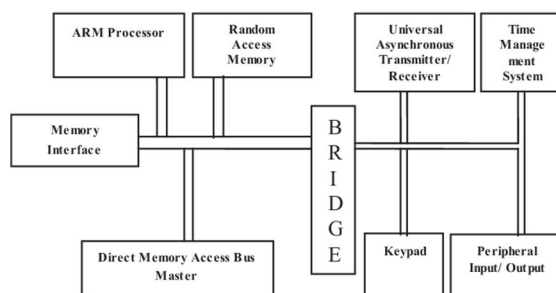 ARM Processor
Random
Access
Memory
Universal
Asynchronous
Transmitter/
Receiver
Time
Manage
ment
System
Memory
Interface
B
R
I
D
G
E
Direct Memory Access Bus
Master
Keypad
Peripheral
Input/ Output